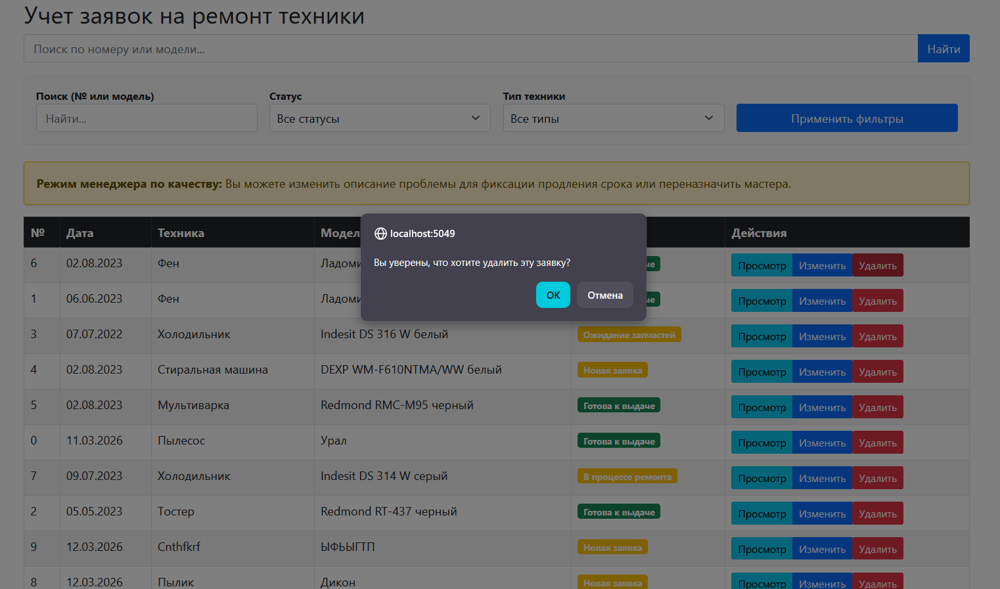 Учет заявок на ремонт техники
Поиск по номеру или модели... Найти
Поиск (№ или модель) Статус Тип техники
Найти... Все статусы Все типы Применить фильтры
Режим менеджера по качеству: Вы можете изменить описание проблемы для фиксации продления срока или переназначить мастера.
№ Дата Техника Модел Действия
localhost:5049
Вы уверены, что хотите удалить эту заявку?
OK Отмена
6 02.08.2023 Фен Ладоми че Просмотр Изменить Удалить
1 06.06.2023 Фен Ладоми че Просмотр Изменить Удалить
3 07.07.2022 Холодильник Indesit DS 316 W белый Ожидание запчастей Просмотр Изменить Удалить
4 02.08.2023 Стиральная машина DEXP WM-F610NTMA/WW белый Новая заявка Просмотр Изменить Удалить
5 02.08.2023 Мультиварка Redmond RMC-M95 черный Готова к выдаче Просмотр Изменить Удалить
0 11.03.2026 Пылесос Урал Готова к выдаче Просмотр Изменить Удалить
7 09.07.2023 Холодильник Indesit DS 314 W серый В процессе ремонта Просмотр Изменить Удалить
2 05.05.2023 Тостер Redmond RT-437 черный Готова к выдаче Просмотр Изменить Удалить
9 12.03.2026 Cnthfkrf ЫФЬЫГТП Новая заявка Просмотр Изменить Удалить
8 12.03.2026 Пылик Дикон Новая заявка Просмотр Изменить Удалить